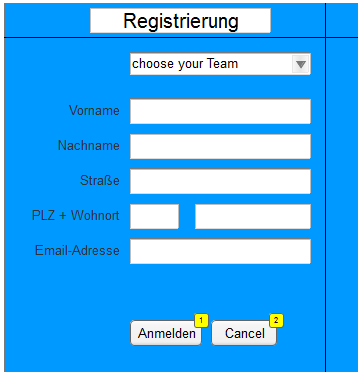 Registrierung
choose your Team
Vorname
Nachname
Straße
PLZ + Wohnort
Email-Adresse
1 2
Anmelden Cancel